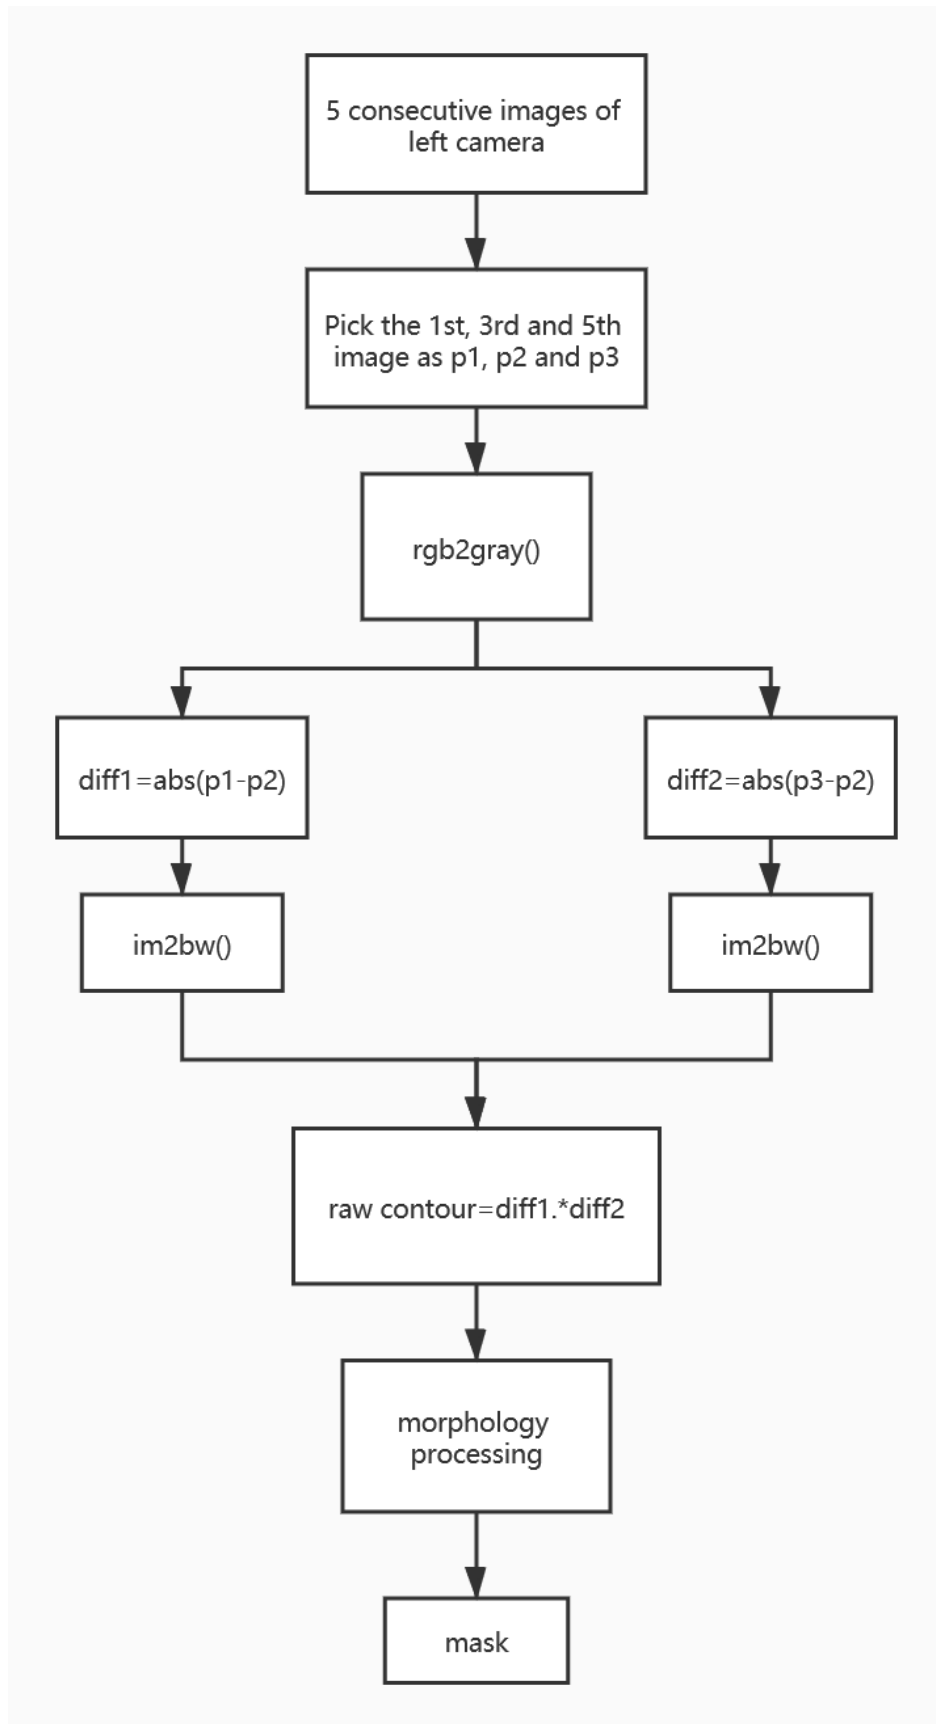 5 consecutive images of
left camera
Pick the 1st, 3rd and 5th
image as p1, p2 and p3
rgb2gray()
diff1=abs(p1-p2)
diff2=abs(p3-p2)
im2bw()
im2bw()
raw contour=diff1.*diff2
morphology
processing
mask